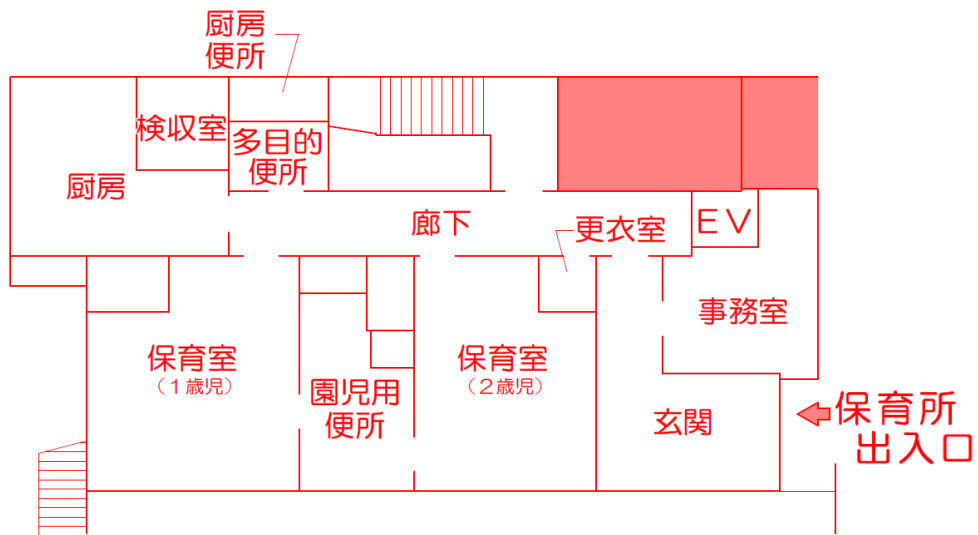 厨房
便所
検収室
多目的
便所
厨房
廊下
更衣室
ＥＶ
事務室
保育室
（１歳児）
園児用
便所
保育室
（２歳児）
玄関
保育所
出入口